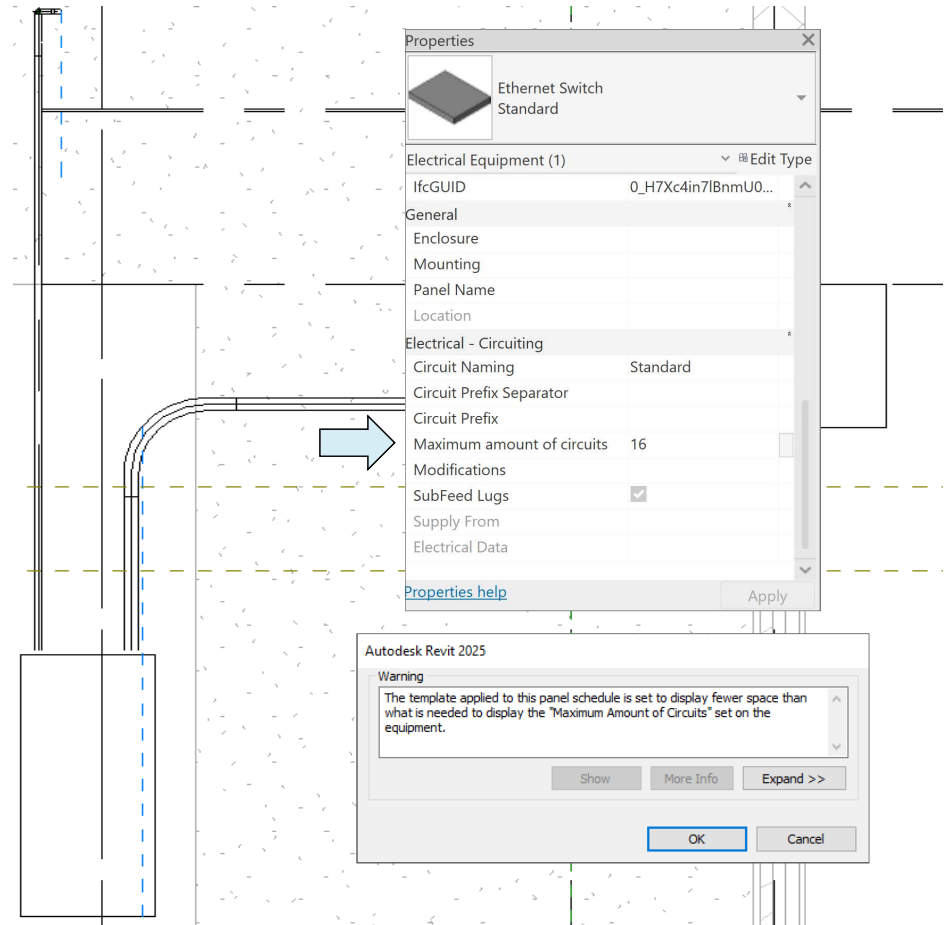 Properties
Ethernet Switch
Standard
Electrical Equipment (1) Edit Type
IfcGUID 0_H7Xc4in7lBnmU0...
General
Enclosure
Mounting
Panel Name
Location
Electrical - Circuiting
Circuit Naming Standard
Circuit Prefix Separator
Circuit Prefix
Maximum amount of circuits 16
Modifications
SubFeed Lugs
Supply From
Electrical Data
Properties help Apply
Autodesk Revit 2025
Warning
The template applied to this panel schedule is set to display fewer space than
what is needed to display the "Maximum Amount of Circuits" set on the
equipment.
Show More Info Expand >>
OK Cancel